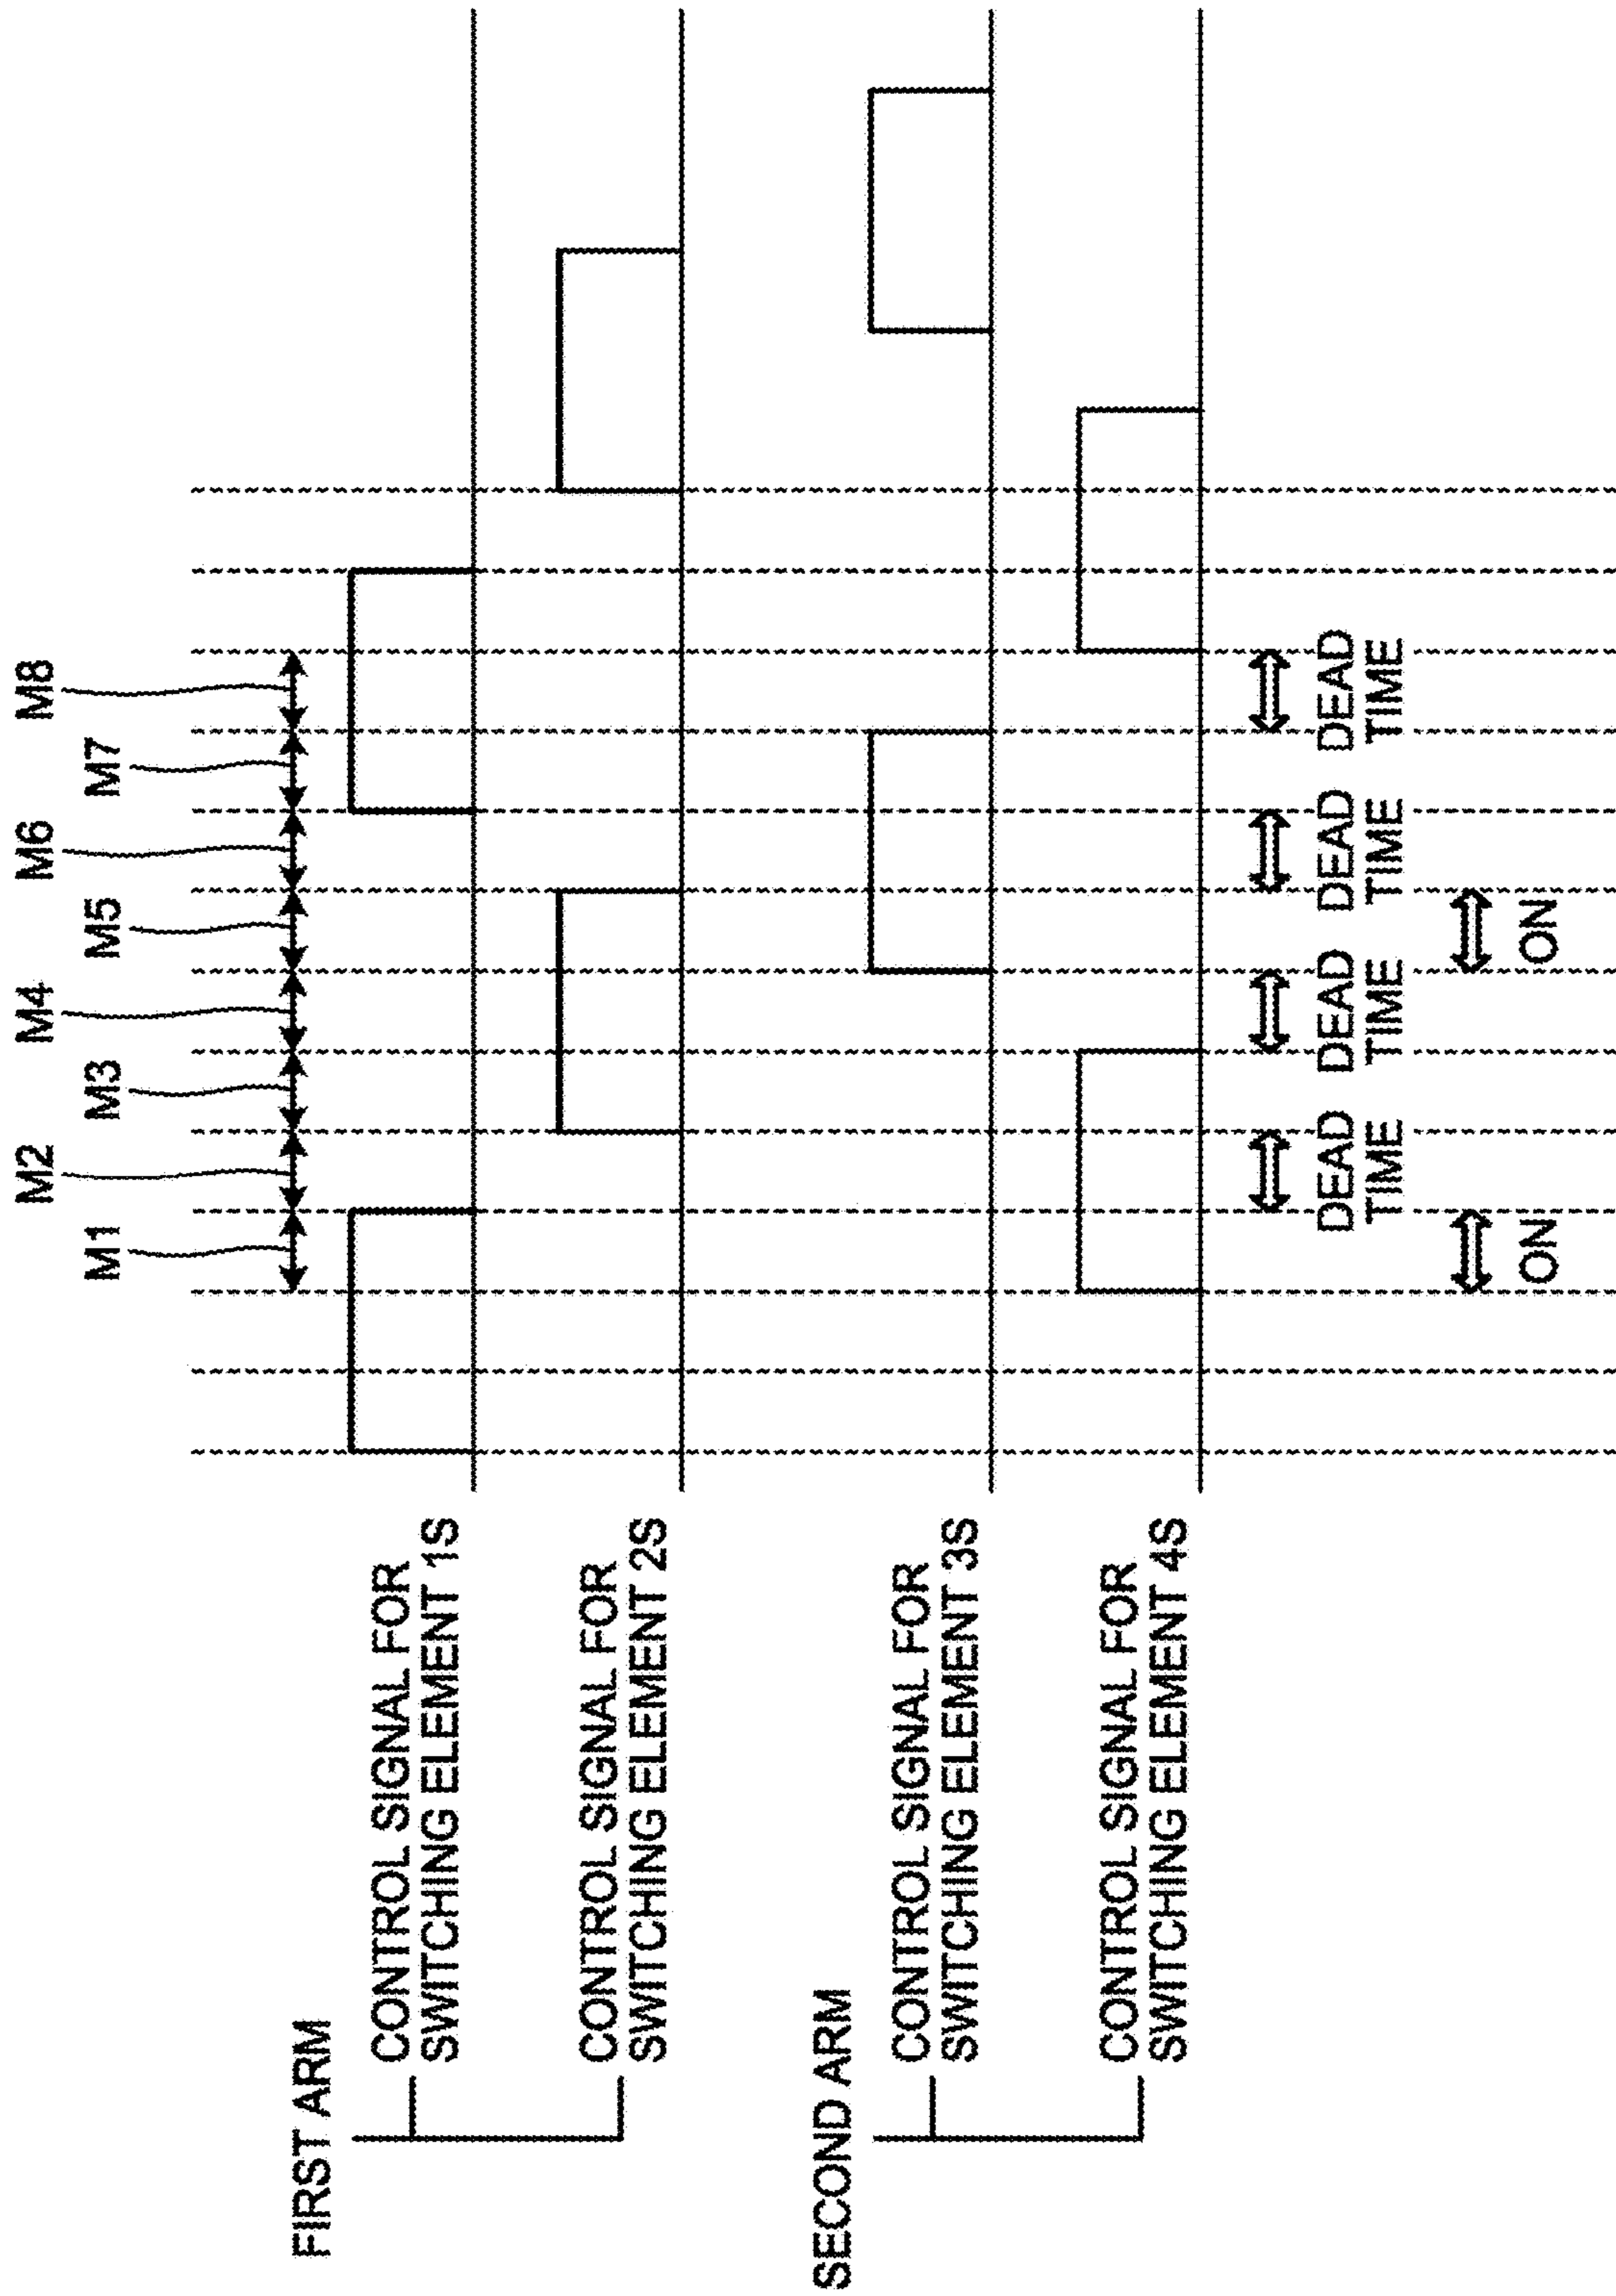 M1
M2
M3
M4
M5
M6
M7
M8
FIRST ARM
CONTROL SIGNAL FOR
SWITCHING ELEMENT 1S
CONTROL SIGNAL FOR
SWITCHING ELEMENT 2S
SECOND ARM
CONTROL SIGNAL FOR
SWITCHING ELEMENT 3S
CONTROL SIGNAL FOR
SWITCHING ELEMENT 4S
DEAD
TIME
DEAD
TIME
DEAD
TIME
DEAD
TIME
ON
ON